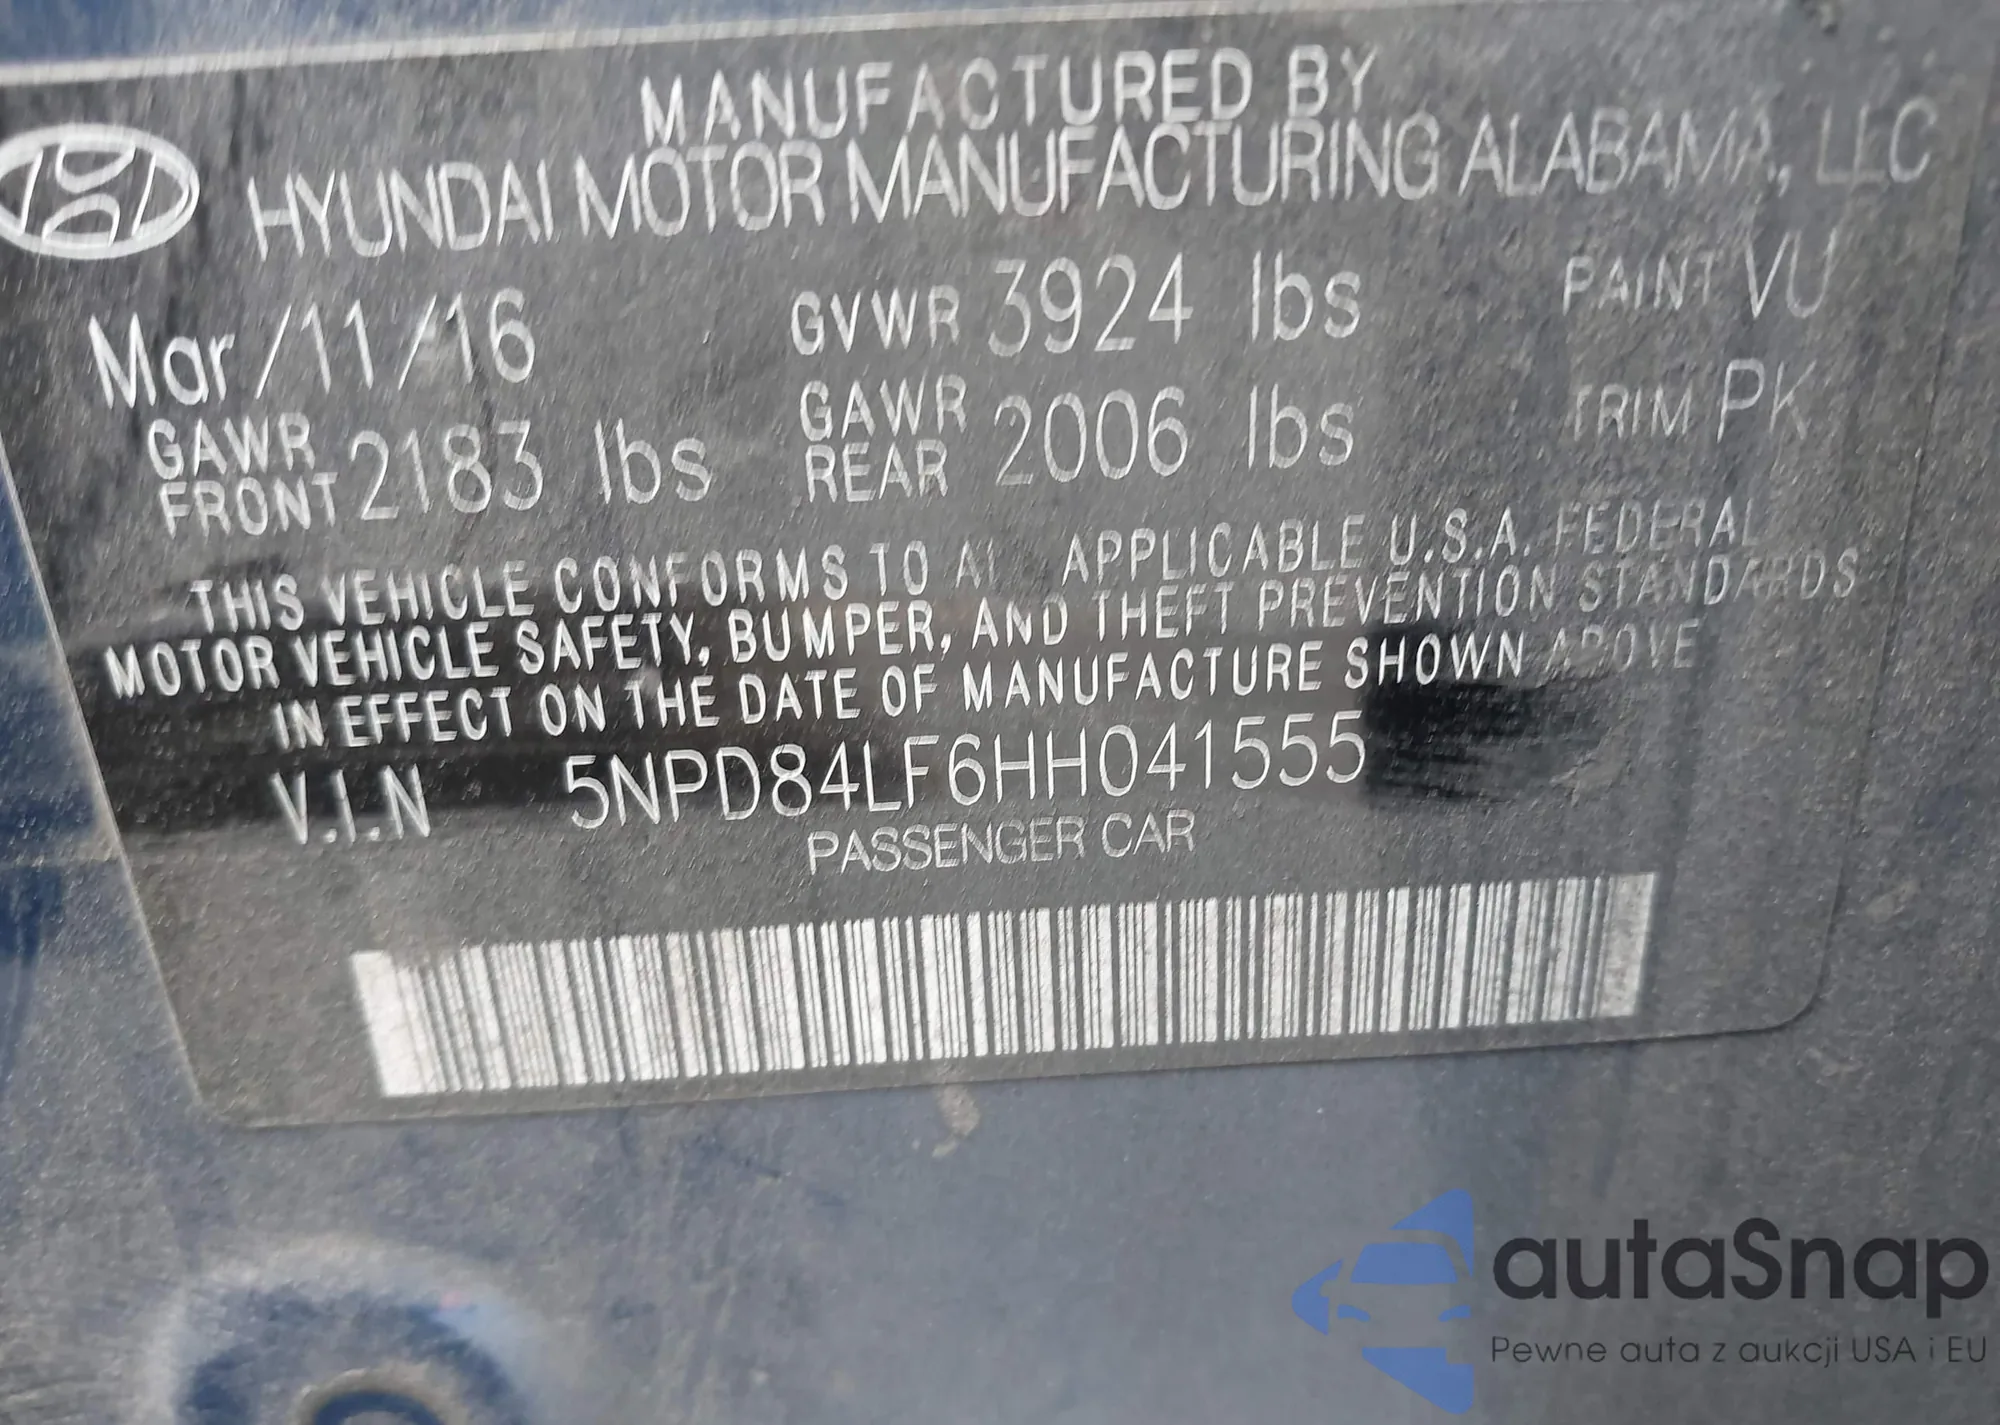 MANUFACTURED BY
HYUNDAI MOTOR MANUFACTURING ALABAMA, LLC
Mar/11/16 GVWR 3924 lbs PAINT VU
GAWR FRONT 2183 lbs GAWR REAR 2006 lbs TRIM PK
THIS VEHICLE CONFORMS TO AL APPLICABLE U.S.A. FEDERAL
MOTOR VEHICLE SAFETY, BUMPER, AND THEFT PREVENTION STANDARDS
IN EFFECT ON THE DATE OF MANUFACTURE SHOWN ABOVE
V.I.N 5NPD84LF6HH041555
PASSENGER CAR
autaSnap
Pewne auta z aukcji USA i EU